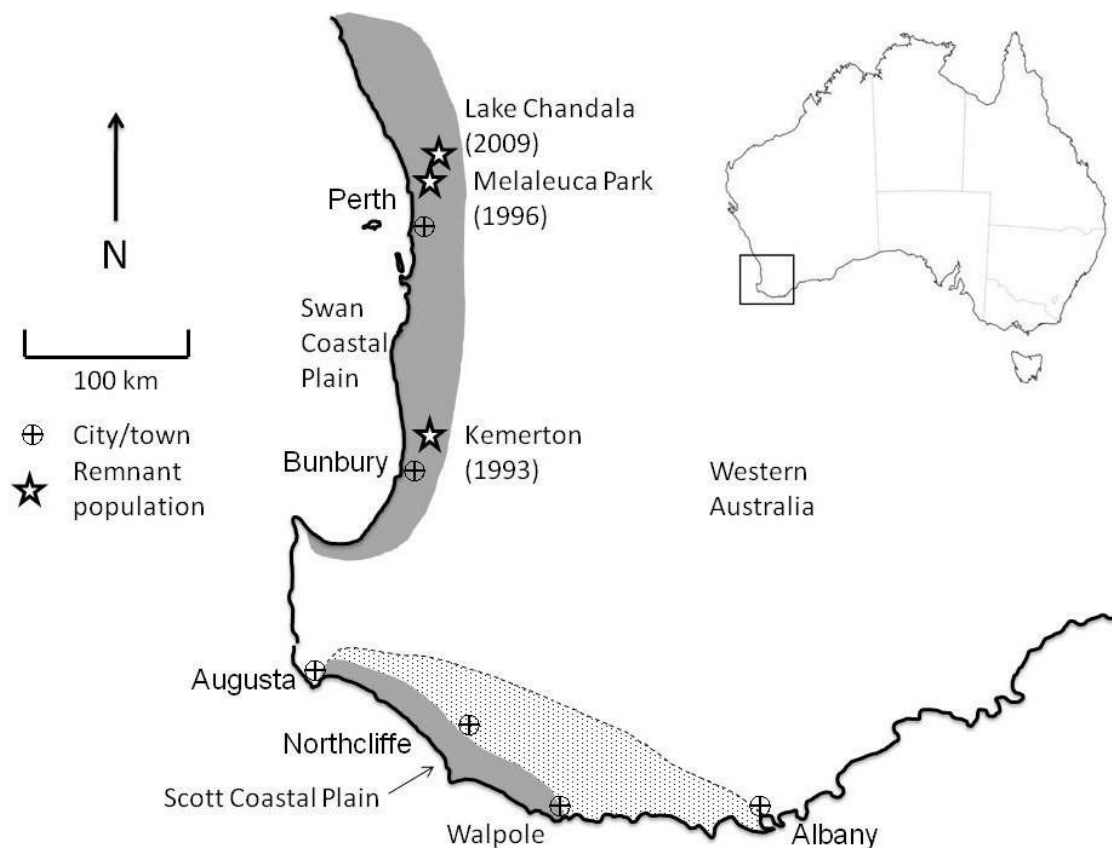 Lake Chandala
(2009)
Melaleuca Park
(1996)
Perth
N
Swan
Coastal
Plain
100 km
City/town
Remnant
population
Bunbury
Kemerton
(1993)
Western
Australia
Augusta
Northcliffe
Scott Coastal Plain
Walpole
Albany